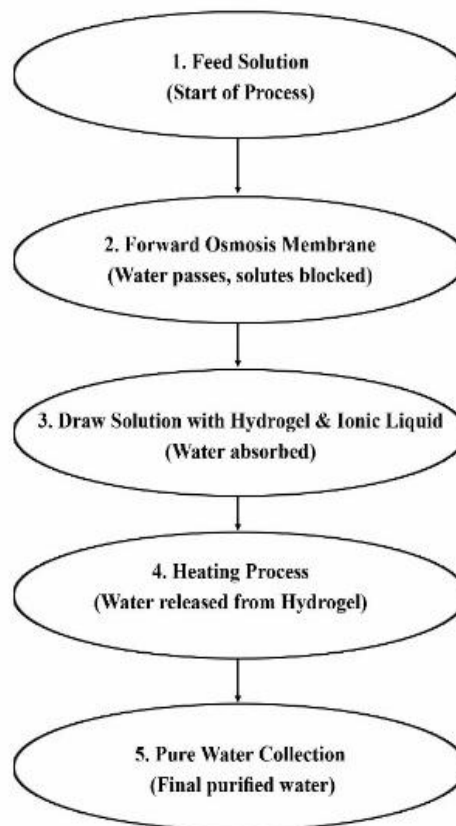 1. Feed Solution
(Start of Process)
2. Forward Osmosis Membrane
(Water passes, solutes blocked)
3. Draw Solution with Hydrogel & Ionic Liquid
(Water absorbed)
4. Heating Process
(Water released from Hydrogel)
5. Pure Water Collection
(Final purified water)